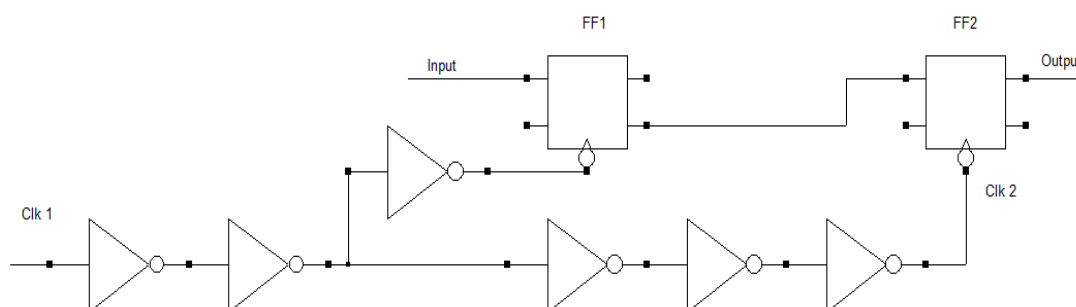 FF1
FF2
Input
Outpu
Clk 1
Clk 2